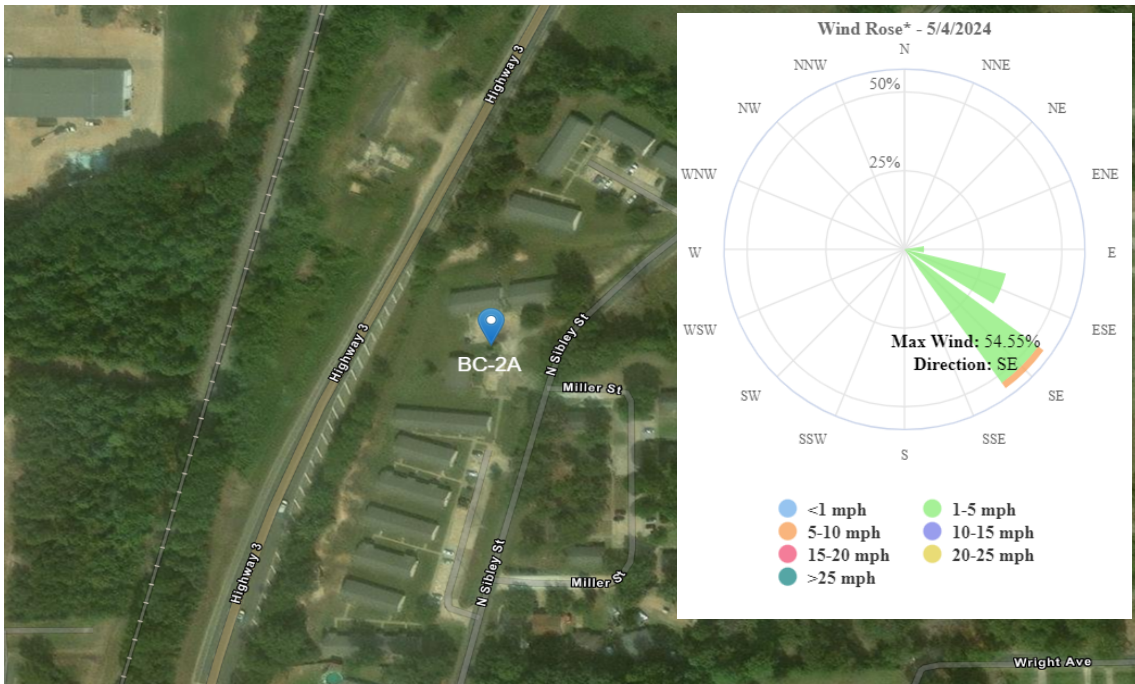 Wind Rose* - 5/4/2024
N
NNW
NNE
50%
NW
NE
25%
WNW
ENE
W
E
WSW
ESE
Max Wind: 54.55%
Direction: SE
SW
SE
SSW
SSE
S
<1 mph
1-5 mph
5-10 mph
10-15 mph
15-20 mph
20-25 mph
>25 mph
Highway 3
Highway 3
Highway 3
BC-2A
N Sibley St
Miller St
N Sibley St
Miller St
Wright Ave